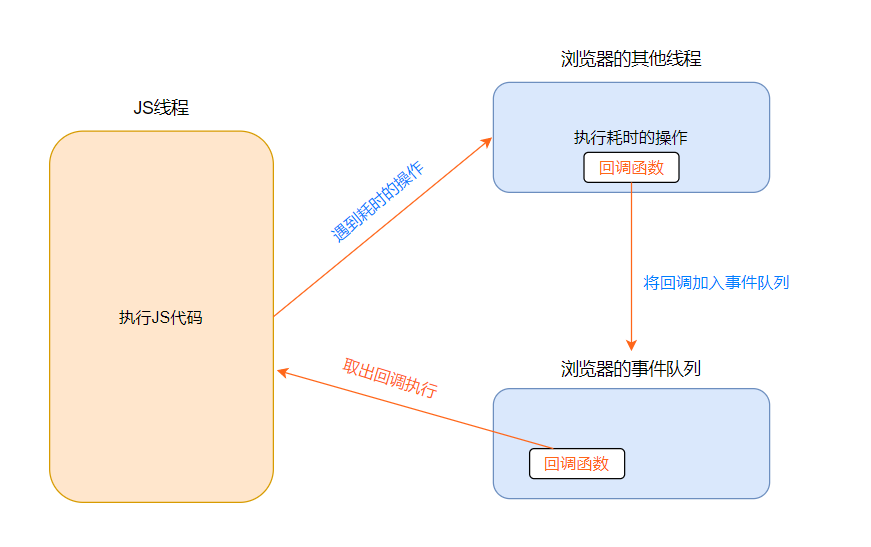 浏览器的其他线程
JS线程
执行耗时的操作
回调函数
遇到耗时的操作
将回调加入事件队列
执行JS代码
浏览器的事件队列
取出回调执行
回调函数